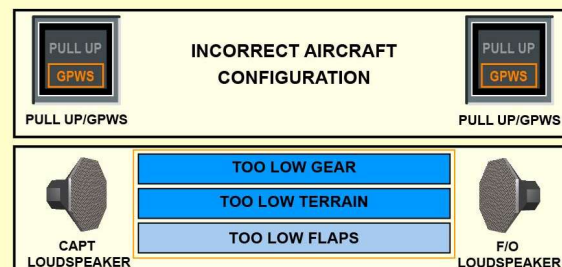 PULL UP
GPWS
PULL UP/GPWS
INCORRECT AIRCRAFT
CONFIGURATION
PULL UP
GPWS
PULL UP/GPWS
CAPT
LOUDSPEAKER
TOO LOW GEAR
TOO LOW TERRAIN
TOO LOW FLAPS
F/O
LOUDSPEAKER